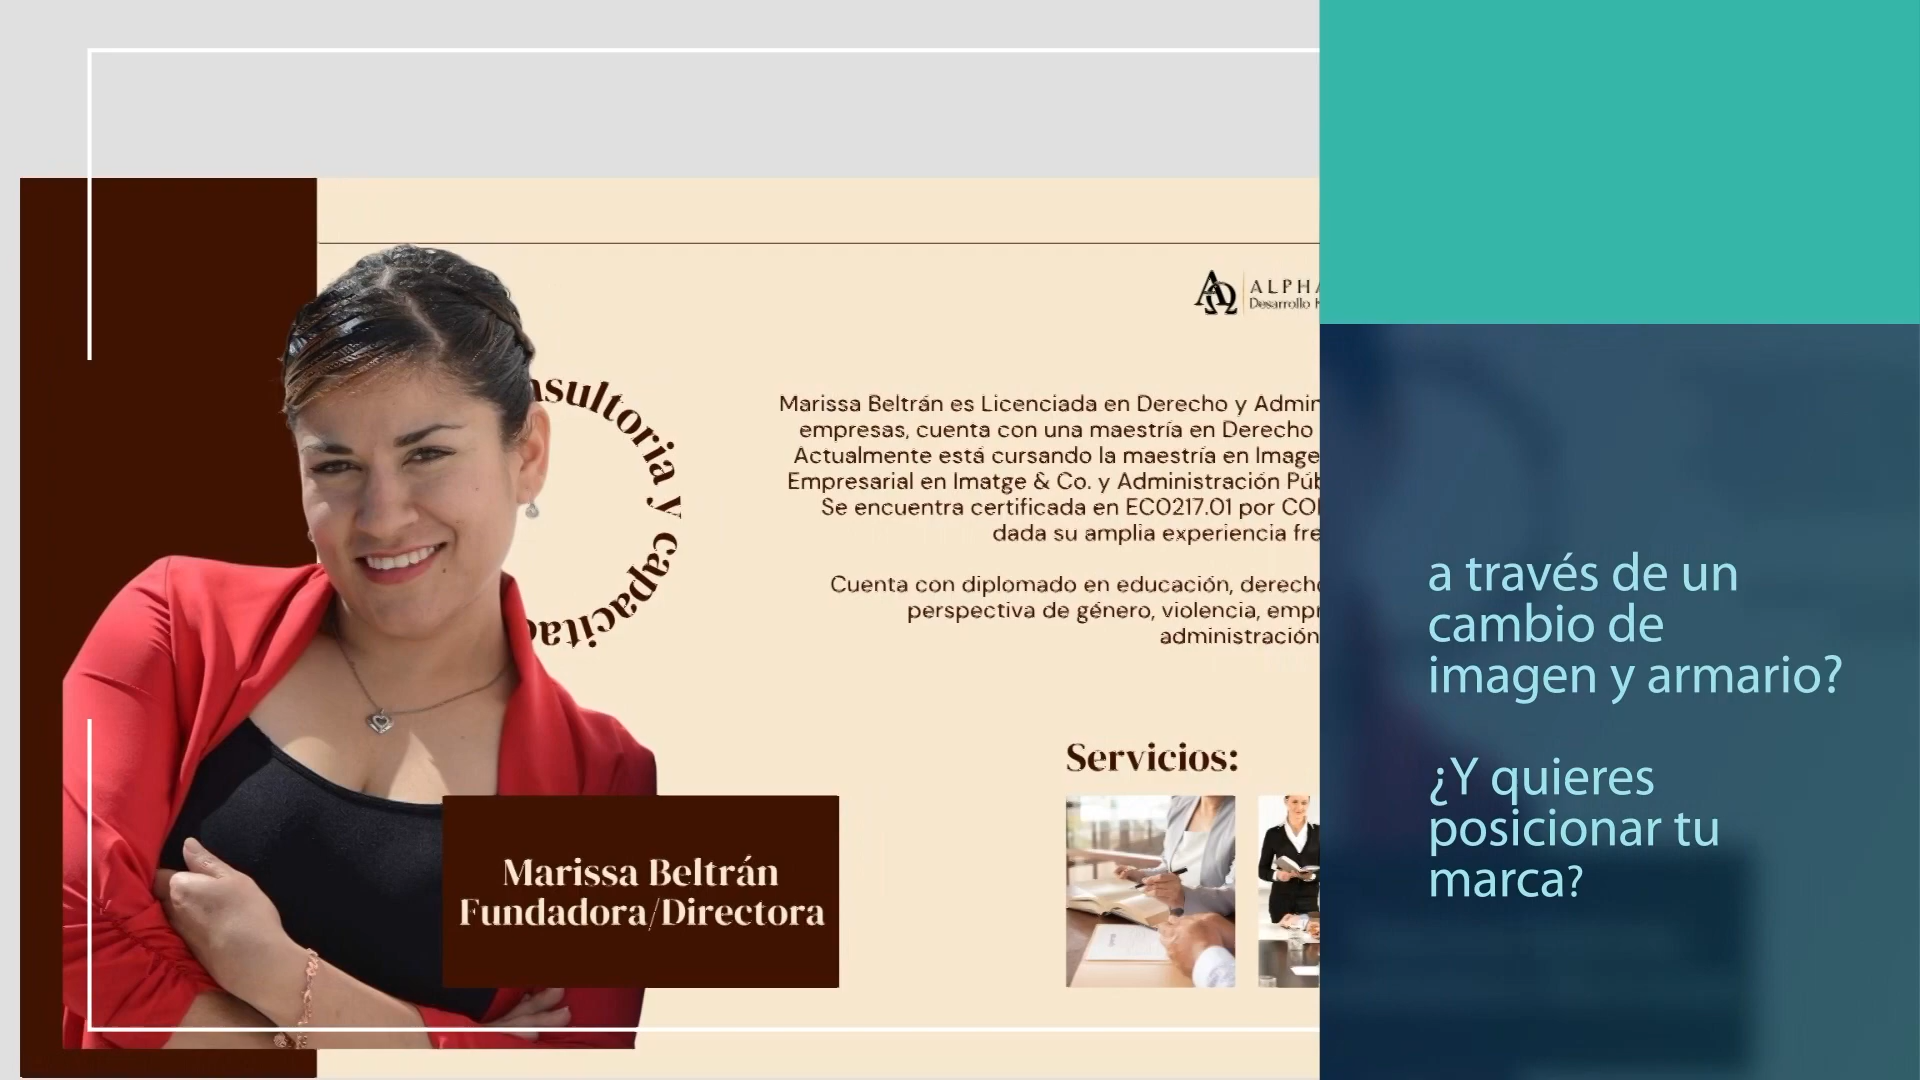 ALPHA
Desarrollo
nsultoria y capacitac
Marissa Beltrán es Licenciada en Derecho y Admin
empresas, cuenta con una maestría en Derecho
Actualmente está cursando la maestría en Image
Empresarial en Imatge & Co. y Administración Púb
Se encuentra certificada en EC0217.01 por CO
dada su amplia experiencia fre
Cuenta con diplomado en educación, derecho
perspectiva de género, violencia, empr
administración
Servicios:
Marissa Beltrán
Fundadora/Directora
a través de un
cambio de
imagen y armario?
¿Y quieres
posicionar tu
marca?